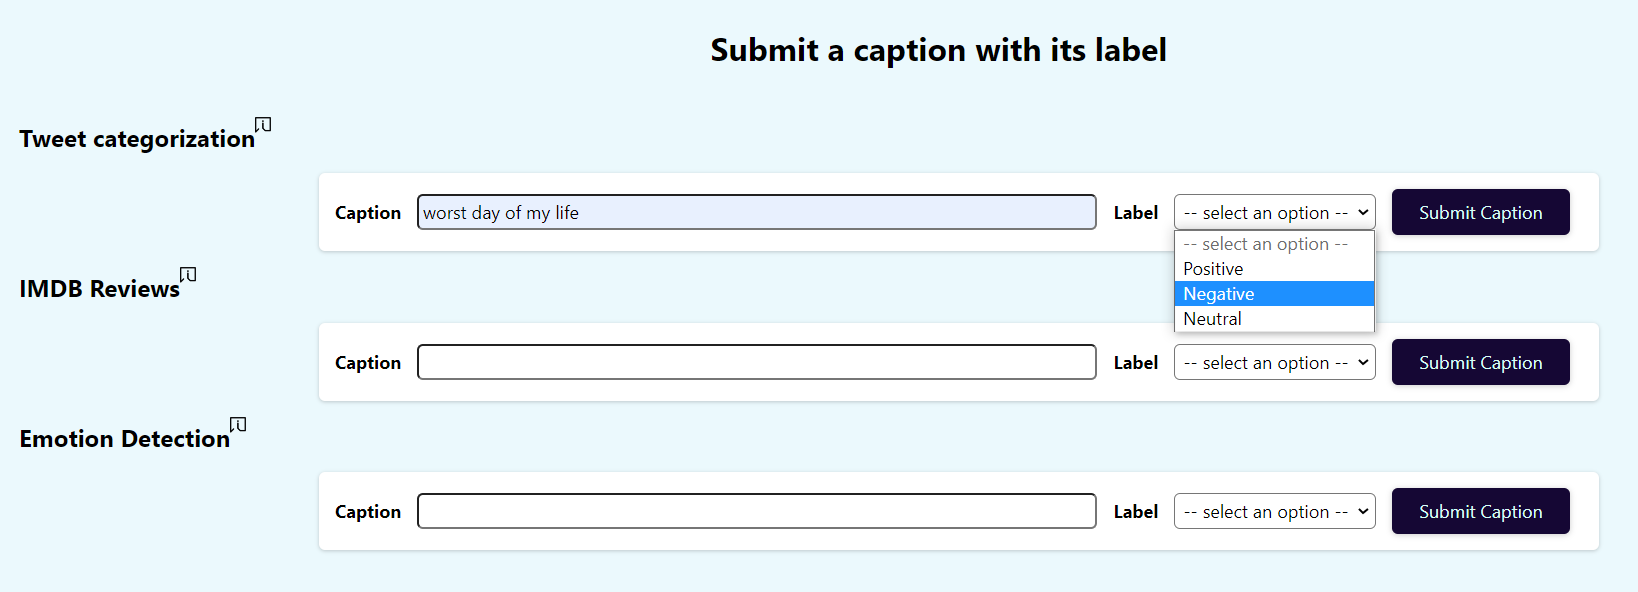 Submit a caption with its label
Tweet categorization
Caption worst day of my life Label -- select an option -- Submit Caption
-- select an option --
Positive
Negative
Neutral
IMDB Reviews
Caption Label -- select an option -- Submit Caption
Emotion Detection
Caption Label -- select an option -- Submit Caption